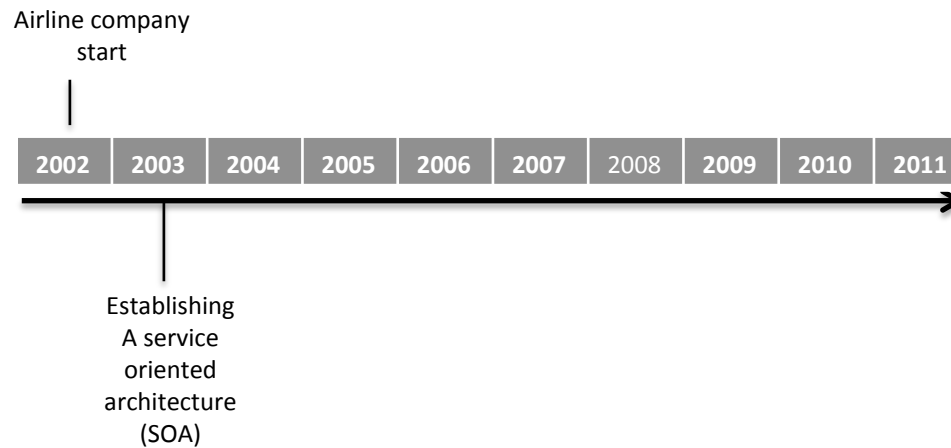 Airline company
start
2002 2003 2004 2005 2006 2007 2008 2009 2010 2011
Establishing
A service
oriented
architecture
(SOA)